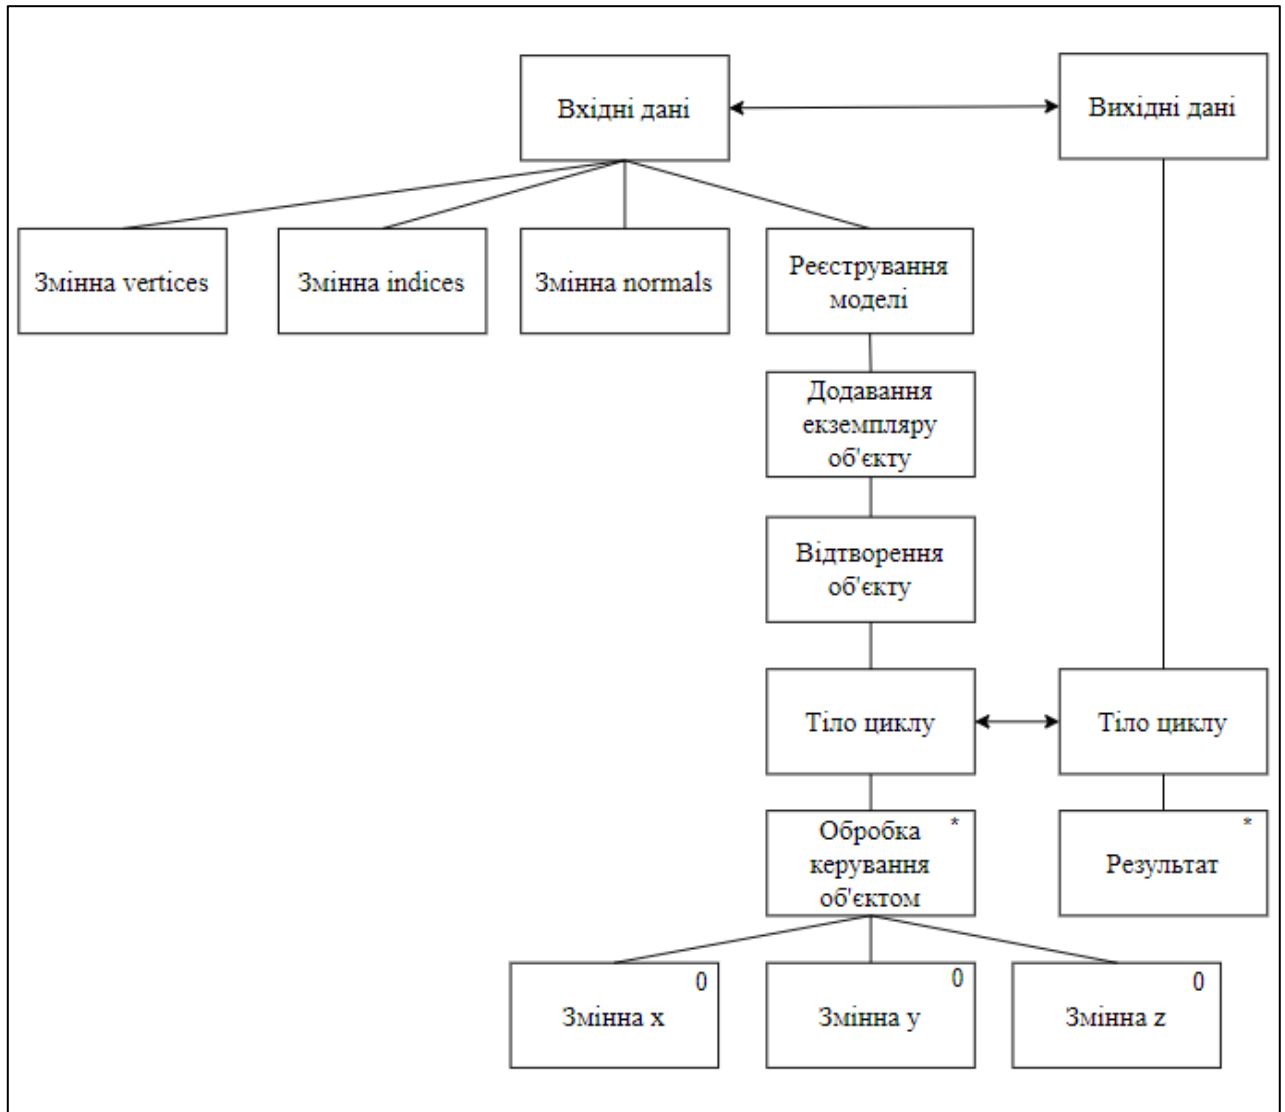 Вхідні дані
Вихідні дані
Змінна vertices
Змінна indices
Змінна normals
Реєстрування
моделі
Додавання
екземпляру
об'єкту
Відтворення
об'єкту
Тіло циклу
Тіло циклу
*
Обробка
керування
об'єктом
*
Результат
0
Змінна x
0
Змінна y
0
Змінна z